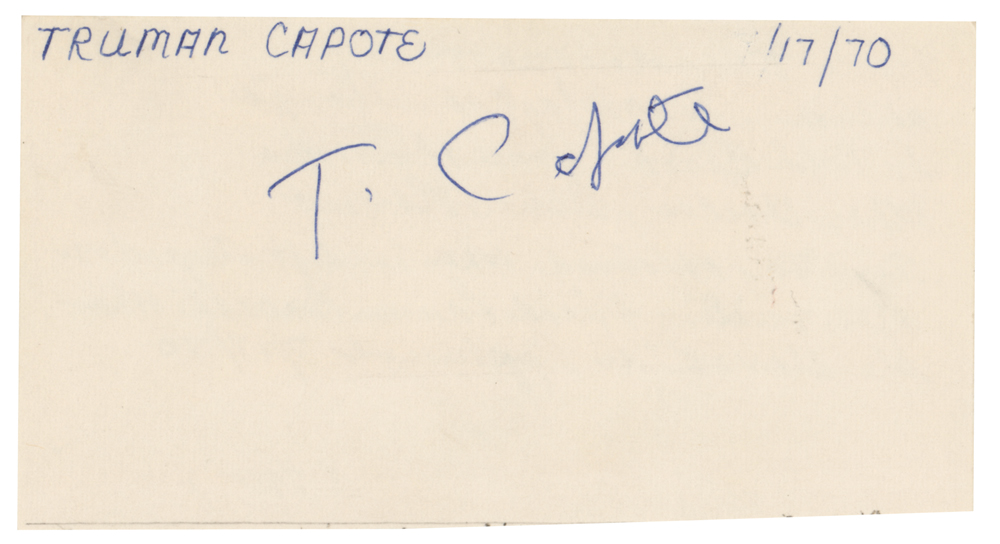 TRUMAN CAPOTE 1/17/70
T. Capote